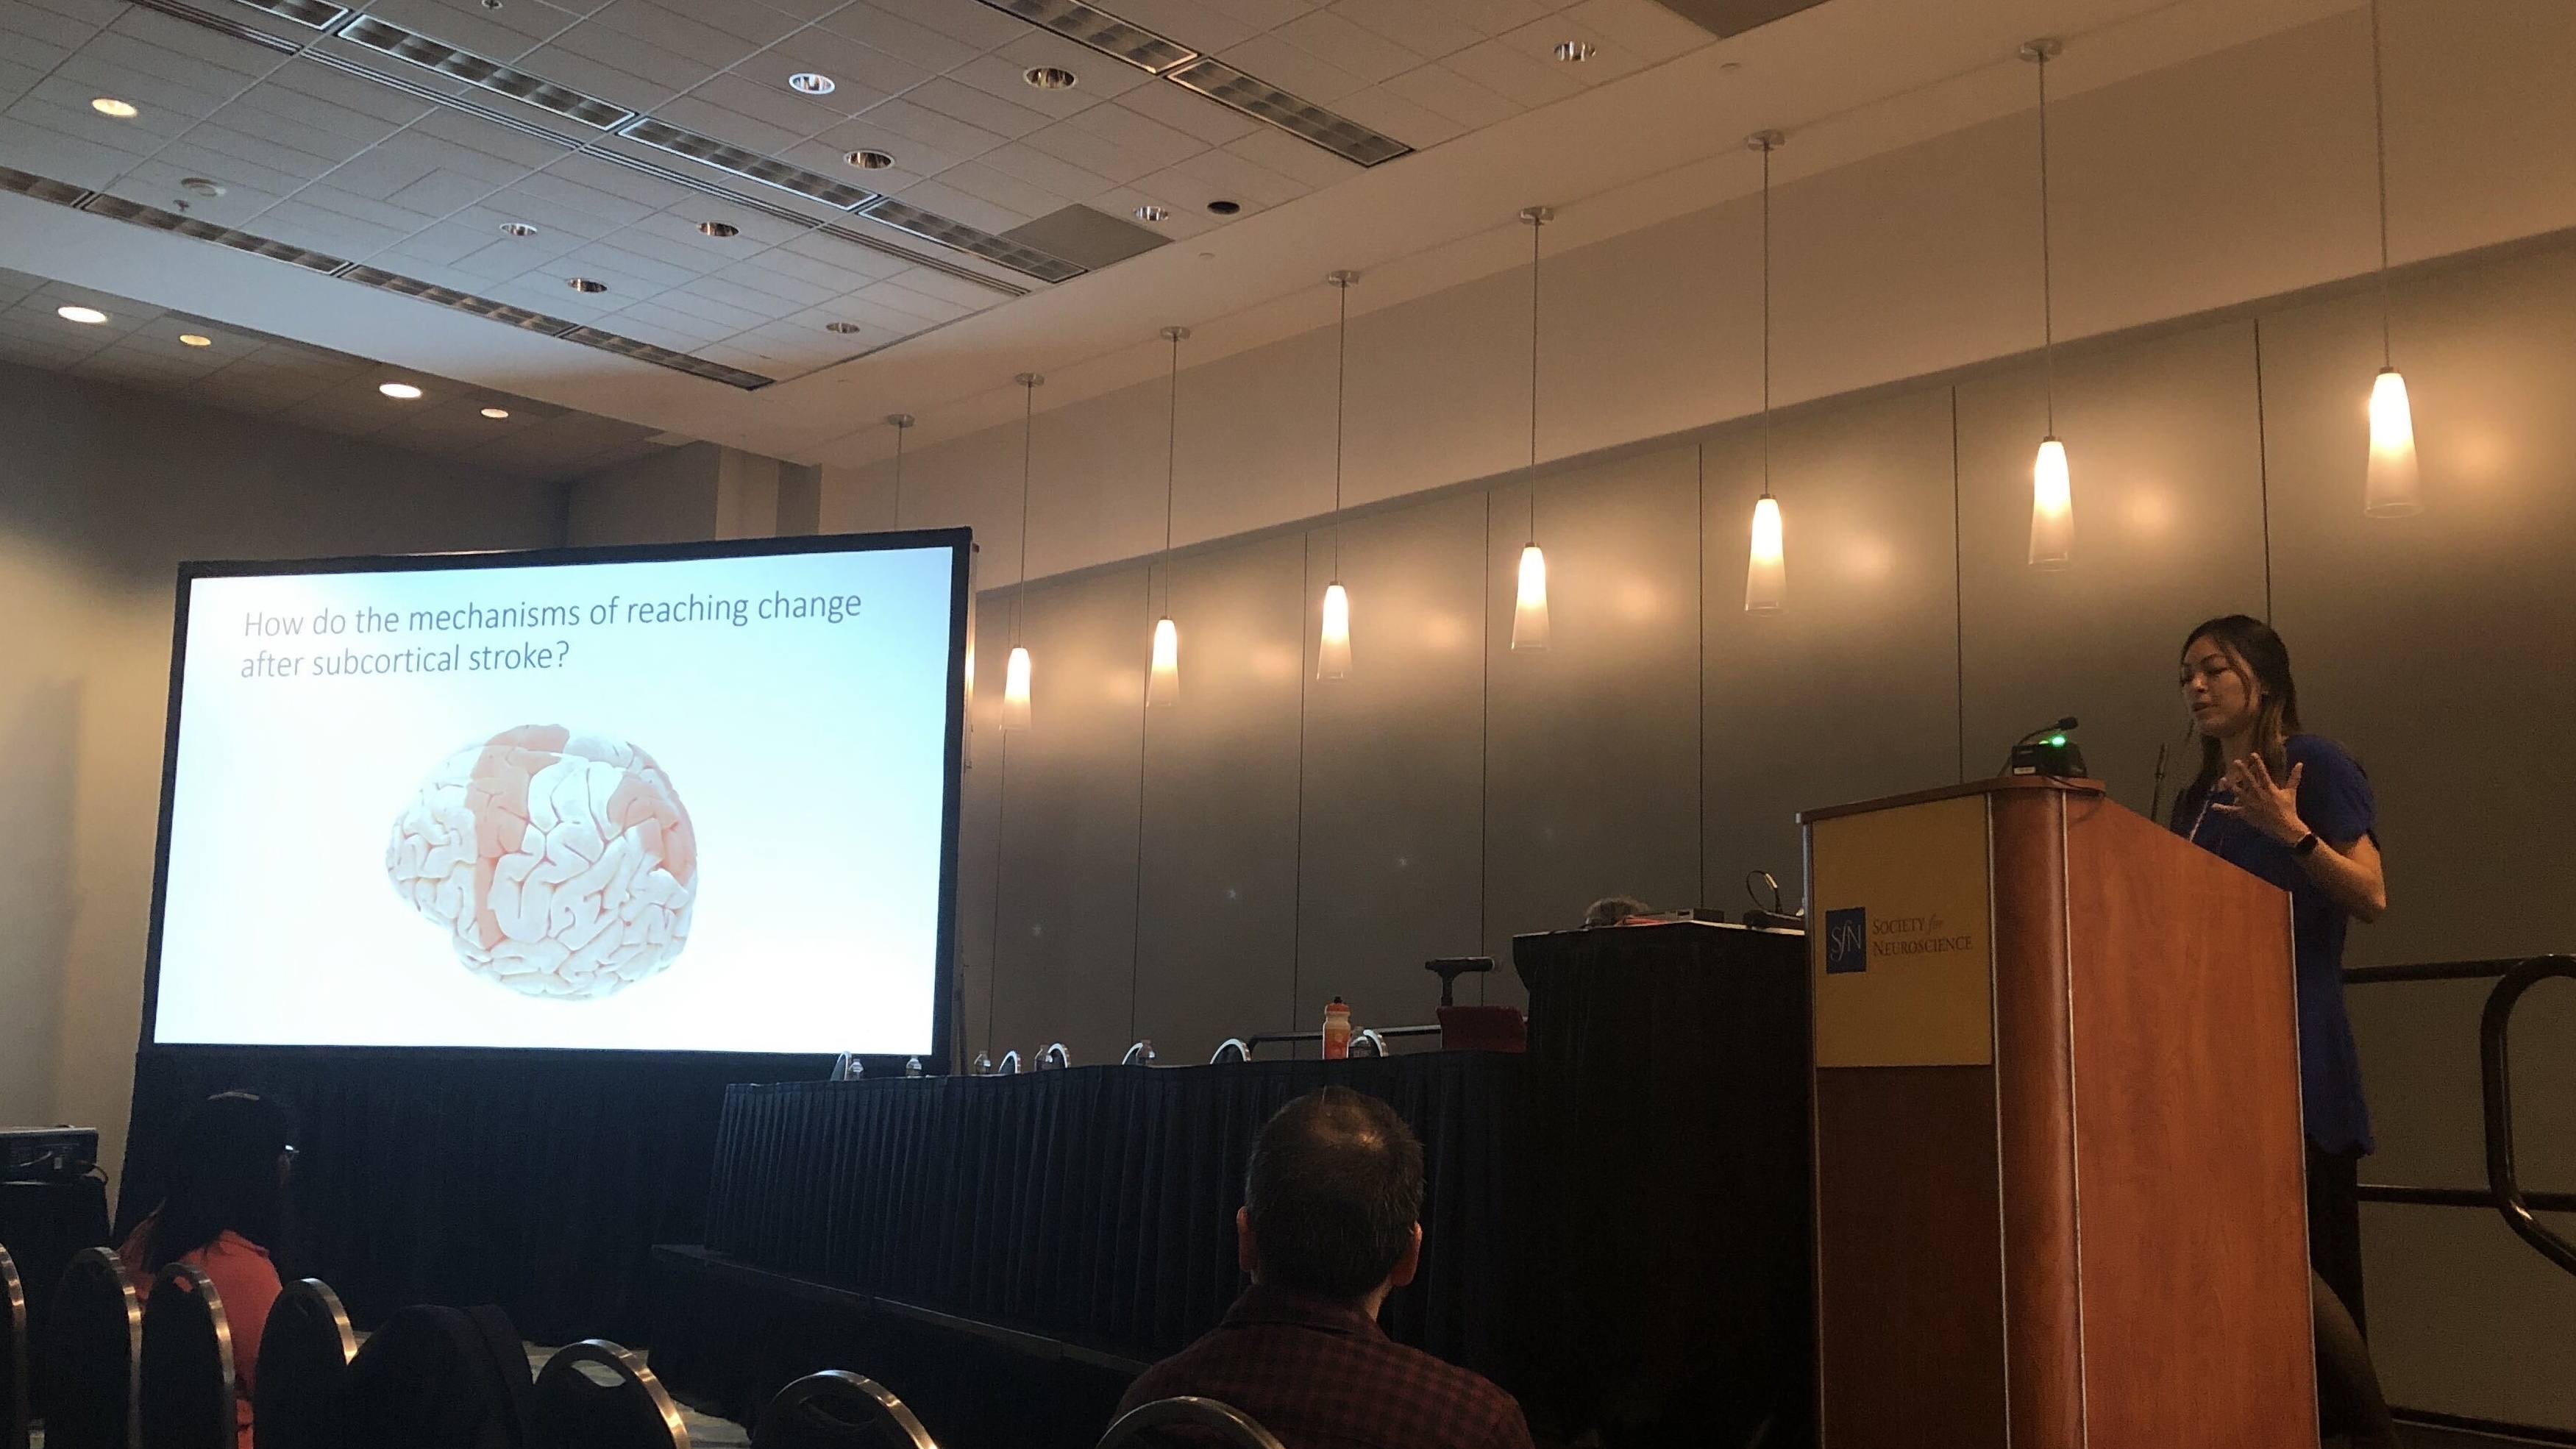 How do the mechanisms of reaching change
after subcortical stroke?
SfN
SOCIETY for
NEUROSCIENCE